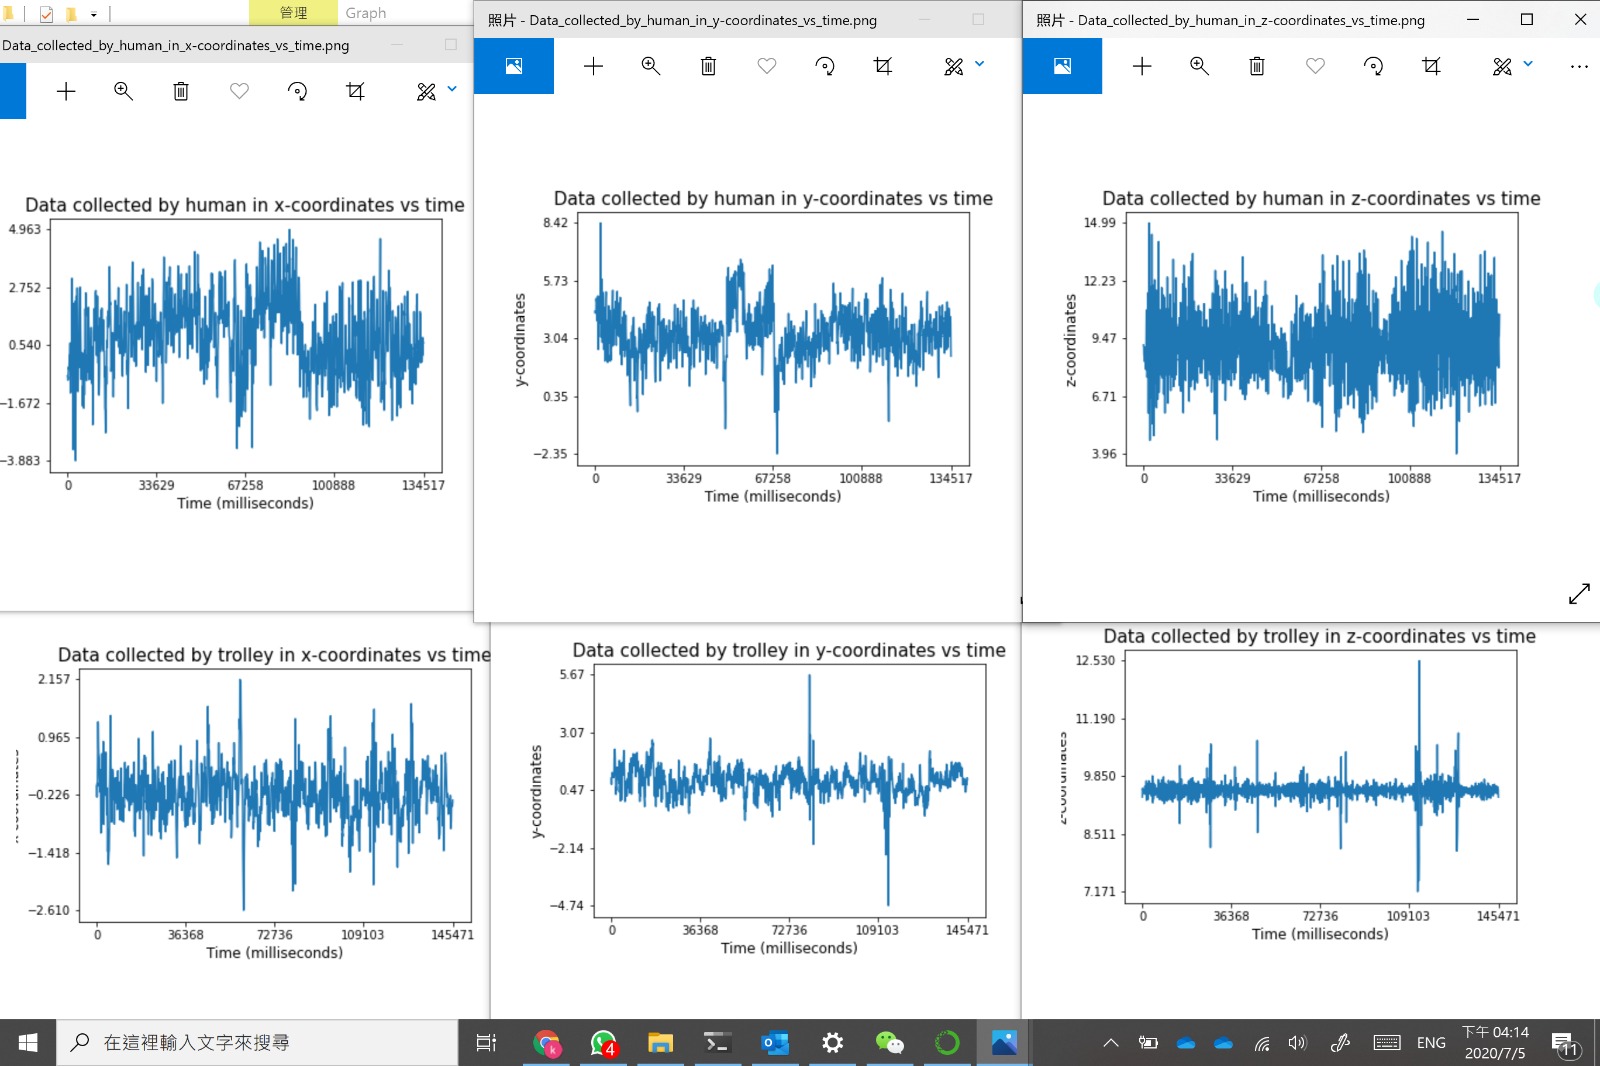 管理
Graph
Data_collected_by_human_in_x-coordinates_vs_time.png
照片 - Data_collected_by_human_in_y-coordinates_vs_time.png
照片 - Data_collected_by_human_in_z-coordinates_vs_time.png
Data collected by human in x-coordinates vs time
4.963
2.752
0.540
−1.672
−3.883
0
33629
67258
100888
134517
Time (milliseconds)
Data collected by human in y-coordinates vs time
y-coordinates
8.42
5.73
3.04
0.35
−2.35
0
33629
67258
100888
134517
Time (milliseconds)
Data collected by human in z-coordinates vs time
z-coordinates
14.99
12.23
9.47
6.71
3.96
0
33629
67258
100888
134517
Time (milliseconds)
Data collected by trolley in x-coordinates vs time
2.157
0.965
−0.226
−1.418
−2.610
0
36368
72736
109103
145471
Time (milliseconds)
Data collected by trolley in y-coordinates vs time
y-coordinates
5.67
3.07
0.47
−2.14
−4.74
0
36368
72736
109103
145471
Time (milliseconds)
Data collected by trolley in z-coordinates vs time
z-coordinates
12.530
11.190
9.850
8.511
7.171
0
36368
72736
109103
145471
Time (milliseconds)
在這裡輸入文字來搜尋
k
4
ENG
下午 04:14
2020/7/5
11